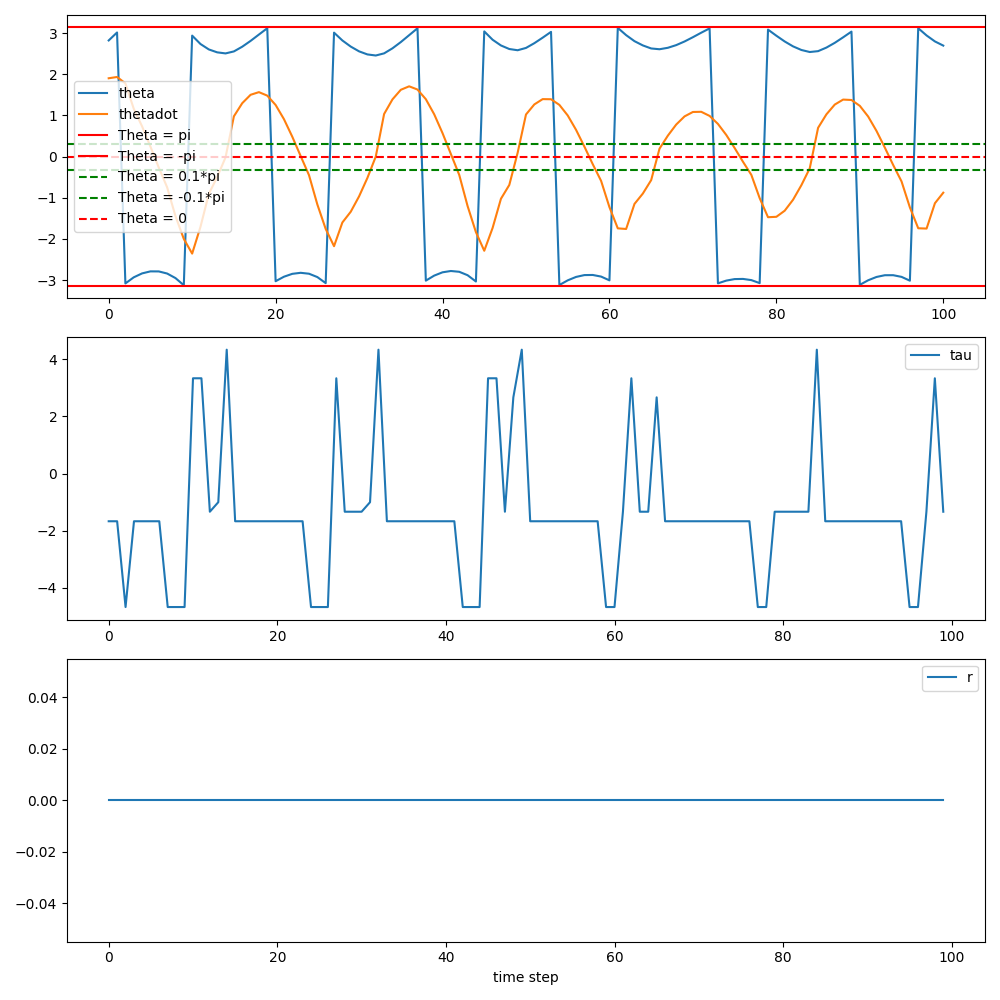 3
2
1
0
−1
−2
−3
theta
thetadot
Theta = pi
Theta = -pi
Theta = 0.1*pi
Theta = -0.1*pi
Theta = 0
0 20 40 60 80 100
4
2
0
−2
−4
tau
0 20 40 60 80 100
0.04
0.02
0.00
−0.02
−0.04
r
0 20 40 60 80 100
time step